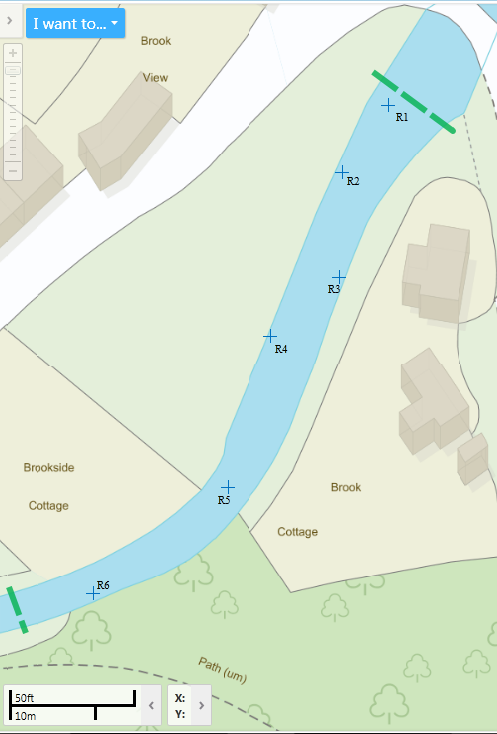 I want to...
Brook
View
R1
R2
R3
R4
Brookside
Cottage
Brook
Cottage
R5
R6
Path (um)
50ft
10m
X:
Y: